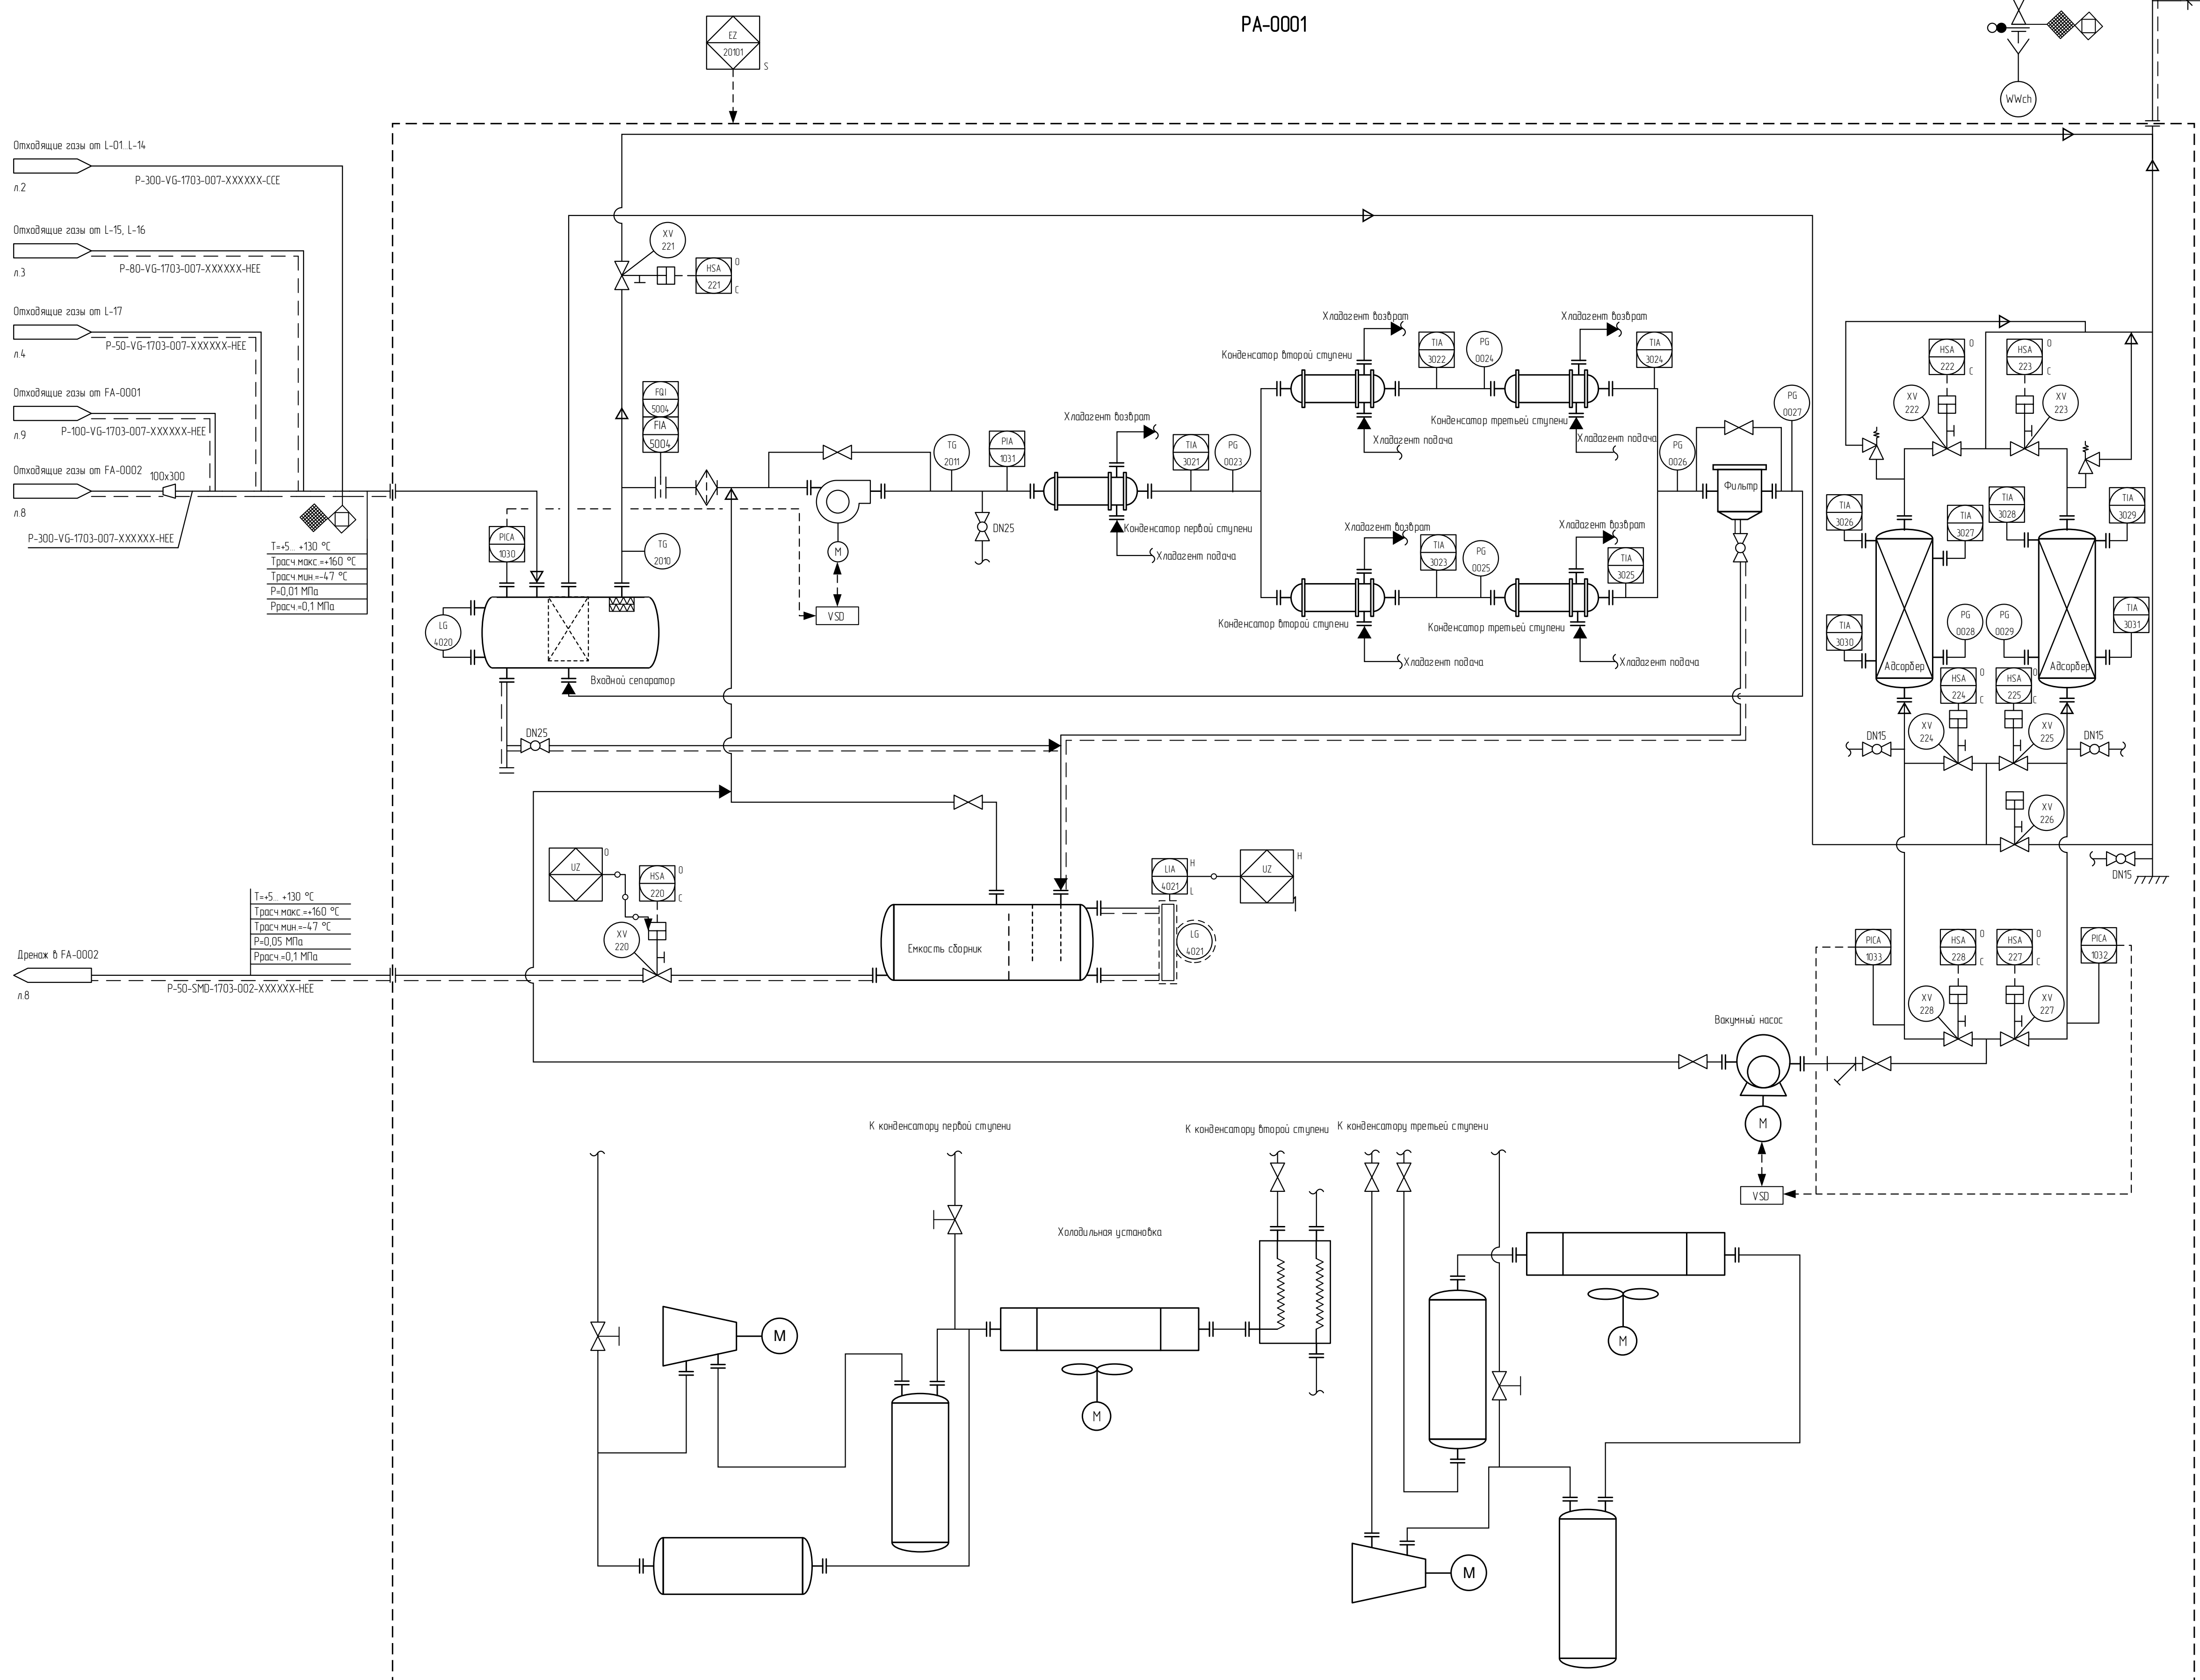 PA-0001
EZ
20101
S
WWch
Отходящие газы от L-01...L-14
P-300-VG-1703-007-XXXXXX-CCE
л.2
Отходящие газы от L-15, L-16
P-80-VG-1703-007-XXXXXX-HEE
л.3
Отходящие газы от L-17
P-50-VG-1703-007-XXXXXX-HEE
л.4
Отходящие газы от FA-0001
P-100-VG-1703-007-XXXXXX-HEE
л.9
Отходящие газы от FA-0002
100x300
л.8
P-300-VG-1703-007-XXXXXX-HEE
T=+5... +130 °C
Tрасч.макс.=+160 °C
Tрасч.мин.=-47 °C
P=0,01 МПа
Pрасч.=0,1 МПа
XV
221
HSA
221
O
C
FQI
5004
FIA
5004
PICA
1030
TG
2010
LG
4020
Входной сепаратор
M
VSD
TG
2011
PIA
1031
DN25
Хладагент возврат
Конденсатор первой ступени
Хладагент подача
TIA
3021
PG
0023
Хладагент возврат
Конденсатор второй ступени
Хладагент подача
TIA
3022
PG
0024
Хладагент возврат
Конденсатор третьей ступени
Хладагент подача
TIA
3024
Хладагент возврат
Конденсатор второй ступени
Хладагент подача
TIA
3023
PG
0025
Хладагент возврат
TIA
3025
Конденсатор третьей ступени
Хладагент подача
PG
0026
Фильтр
PG
0027
HSA
222
O
C
HSA
223
O
C
XV
222
XV
223
TIA
3026
TIA
3027
TIA
3028
TIA
3029
TIA
3030
PG
0028
PG
0029
TIA
3031
Адсорбер
Адсорбер
HSA
224
O
C
HSA
225
O
C
XV
224
XV
225
DN15
DN15
XV
226
DN15
DN25
UZ
O
HSA
220
O
C
XV
220
Емкость сборник
LIA
4021
H
L
UZ
H
1
LG
4021
T=+5... +130 °C
Tрасч.макс.=+160 °C
Tрасч.мин.=-47 °C
P=0,05 МПа
Pрасч.=0,1 МПа
Дренаж в FA-0002
P-50-SMD-1703-002-XXXXXX-HEE
л.8
PICA
1033
HSA
228
O
C
HSA
227
O
C
PICA
1032
XV
228
XV
227
Вакумный насос
M
VSD
К конденсатору первой ступени
К конденсатору второй ступени
К конденсатору третьей ступени
Холодильная установка
M
M
M
M